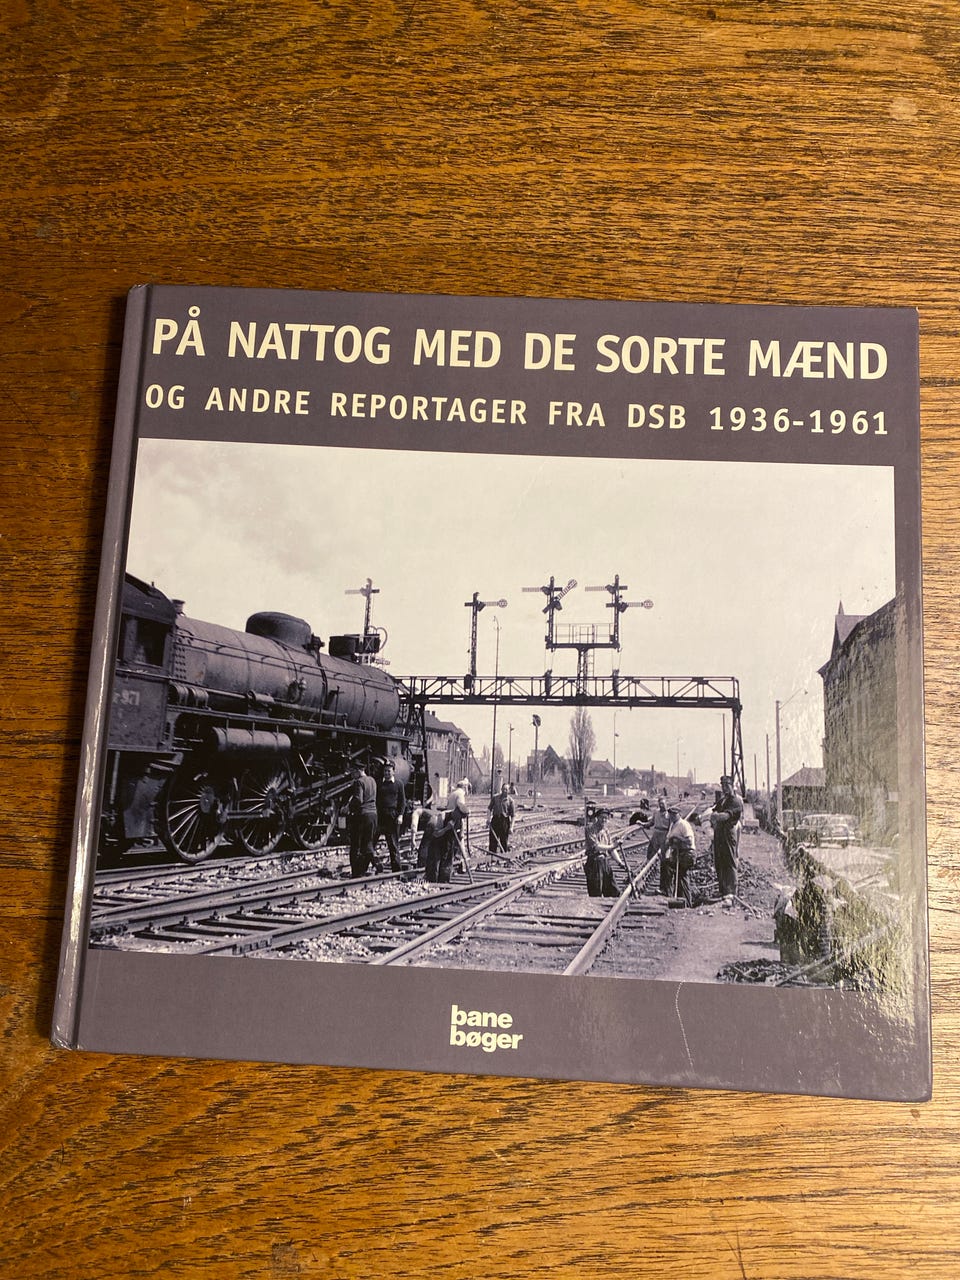 PÅ NATTOG MED DE SORTE MÆND
OG ANDRE REPORTAGER FRA DSB 1936-1961
bane
bøger